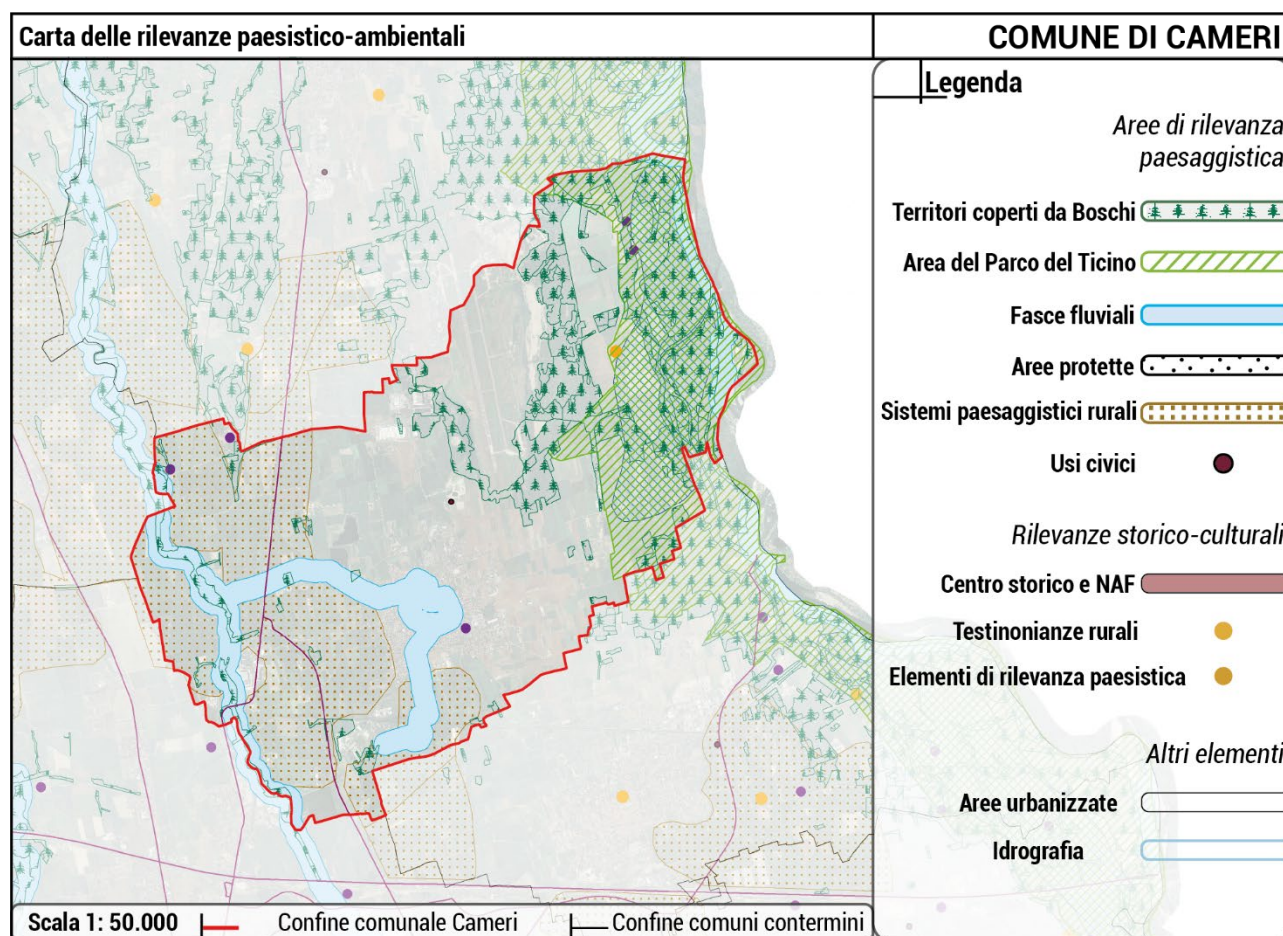 Carta delle rilevanze paesistico-ambientali
COMUNE DI CAMERI
Legenda
Aree di rilevanza
paesaggistica
Territori coperti da Boschi
Area del Parco del Ticino
Fasce fluviali
Aree protette
Sistemi paesaggistici rurali
Usi civici
Rilevanze storico-culturali
Centro storico e NAF
Testinonianze rurali
Elementi di rilevanza paesistica
Altri elementi
Aree urbanizzate
Idrografia
Scala 1: 50.000
Confine comunale Cameri
Confine comuni contermini